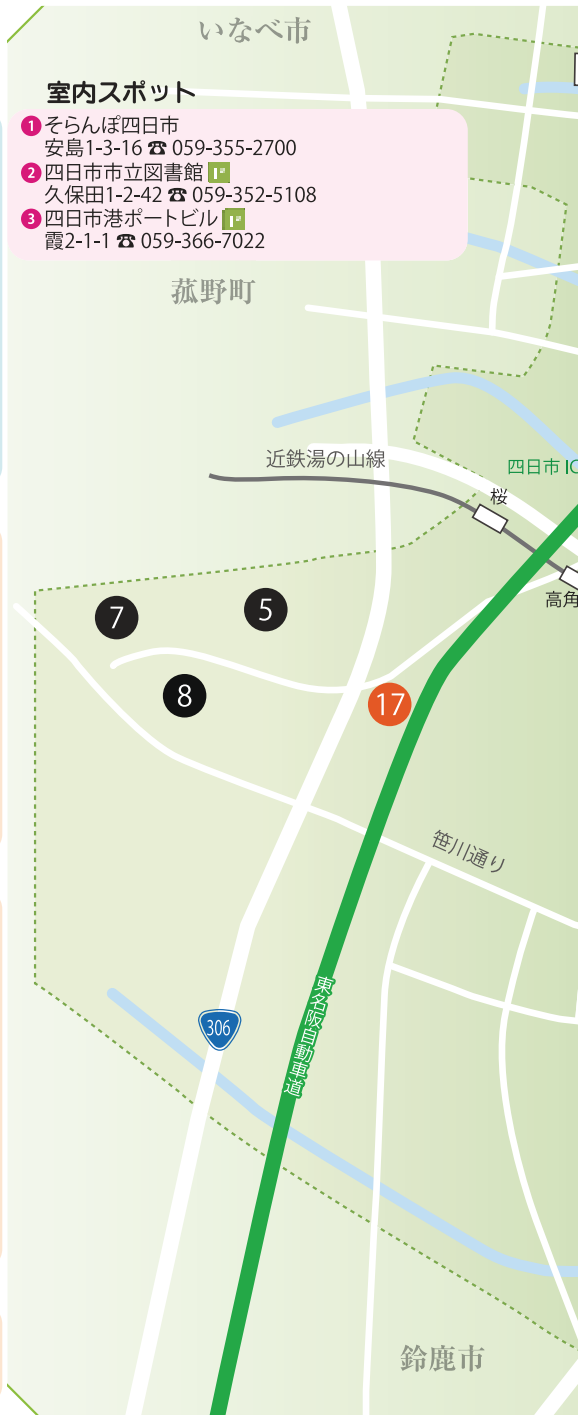 いなべ市
室内スポット
1 そらんぽ四日市
安島1-3-16 ☎ 059-355-2700
2 四日市市立図書館
久保田1-2-42 ☎ 059-352-5108
3 四日市港ポートビル
霞2-1-1 ☎ 059-366-7022
菰野町
近鉄湯の山線
四日市 IC
桜
高角
7
5
8
17
笹川通り
東名阪自動車道
306
鈴鹿市